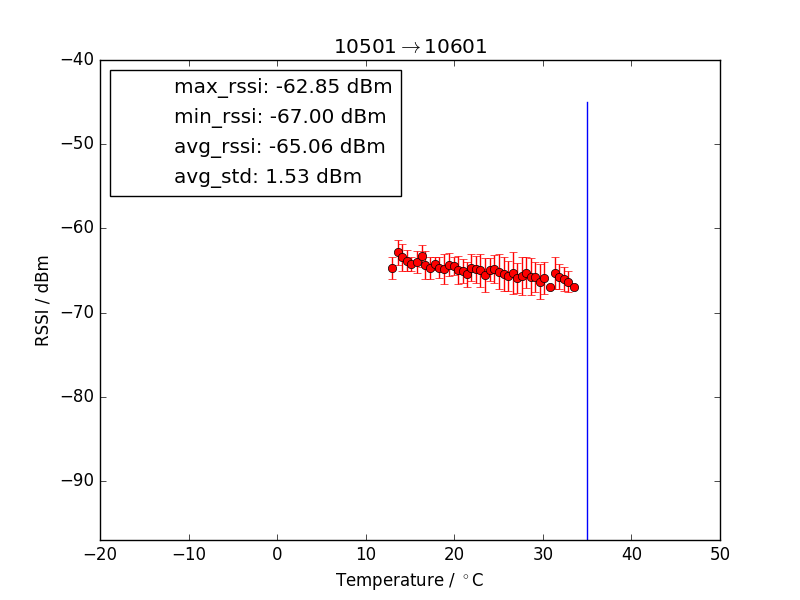 10501→10601
max_rssi: -62.85 dBm
min_rssi: -67.00 dBm
avg_rssi: -65.06 dBm
avg_std: 1.53 dBm
−40
−50
−60
−70
−80
−90
RSSI / dBm
−20 −10 0 10 20 30 40 50
Temperature / °C